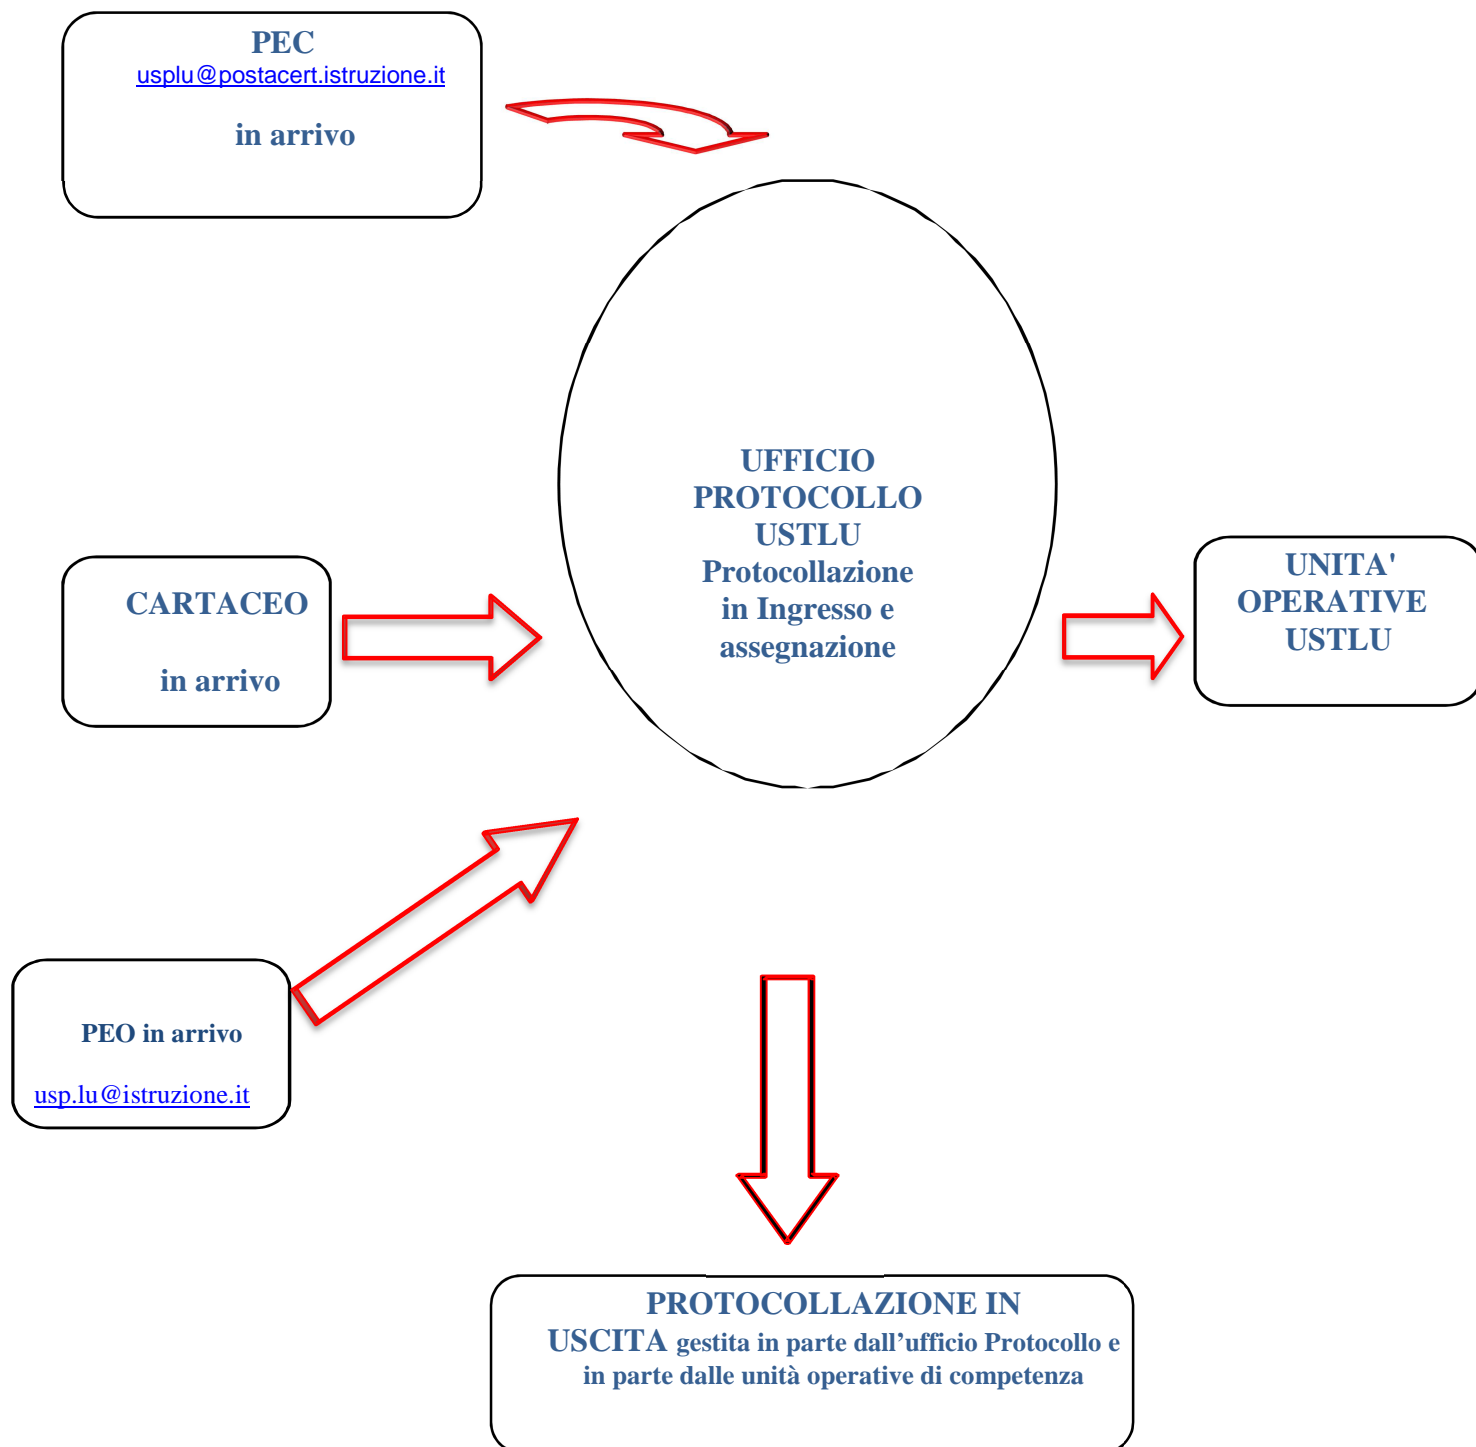 PEC
usplu@postacert.istruzione.it
in arrivo
UFFICIO
PROTOCOLLO
USTLU
Protocollazione
in Ingresso e
assegnazione
CARTACEO
in arrivo
UNITA'
OPERATIVE
USTLU
PEO in arrivo
usp.lu@istruzione.it
PROTOCOLLAZIONE IN
USCITA gestita in parte dall’ufficio Protocollo e
in parte dalle unità operative di competenza